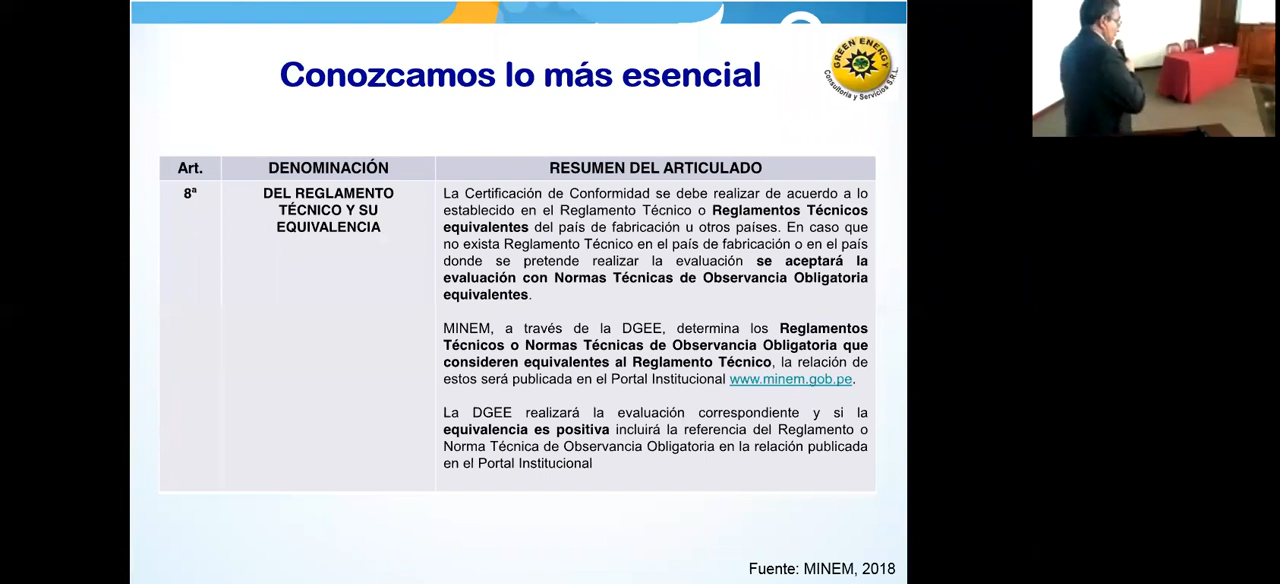 Conozcamos lo más esencial
GREEN ENERGY
Consultoría y Servicios S.R.L.
Art. DENOMINACIÓN RESUMEN DEL ARTICULADO
8ª
DEL REGLAMENTO
TÉCNICO Y SU
EQUIVALENCIA
La Certificación de Conformidad se debe realizar de acuerdo a lo
establecido en el Reglamento Técnico o Reglamentos Técnicos
equivalentes del país de fabricación u otros países. En caso que
no exista Reglamento Técnico en el país de fabricación o en el país
donde se pretende realizar la evaluación se aceptará la
evaluación con Normas Técnicas de Observancia Obligatoria
equivalentes.
MINEM, a través de la DGEE, determina los Reglamentos
Técnicos o Normas Técnicas de Observancia Obligatoria que
consideren equivalentes al Reglamento Técnico, la relación de
estos será publicada en el Portal Institucional www.minem.gob.pe.
La DGEE realizará la evaluación correspondiente y si la
equivalencia es positiva incluirá la referencia del Reglamento o
Norma Técnica de Observancia Obligatoria en la relación publicada
en el Portal Institucional
Fuente: MINEM, 2018